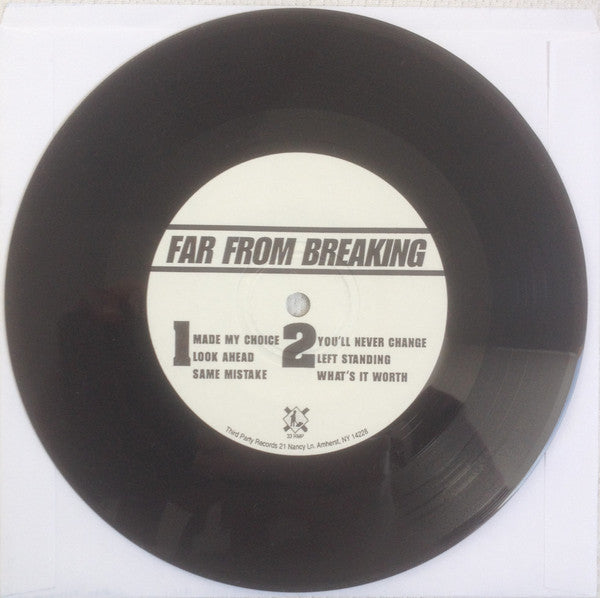 FAR FROM BREAKING
1
MADE MY CHOICE
LOOK AHEAD
SAME MISTAKE
2
YOU'LL NEVER CHANGE
LEFT STANDING
WHAT'S IT WORTH
33 RMP
Third Party Records 21 Nancy Ln. Amherst, NY 14228